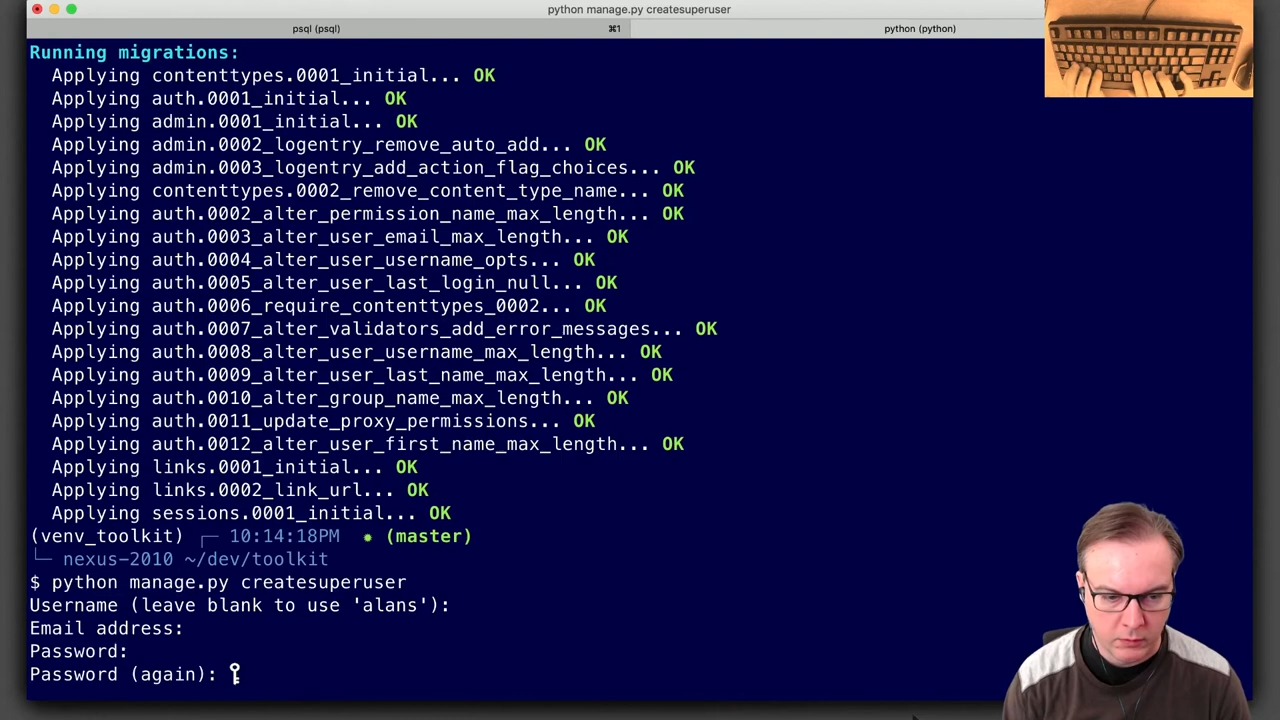 python manage.py createsuperuser
psql (psql) ⌘1 python (python)
Running migrations:
Applying contenttypes.0001_initial... OK
Applying auth.0001_initial... OK
Applying admin.0001_initial... OK
Applying admin.0002_logentry_remove_auto_add... OK
Applying admin.0003_logentry_add_action_flag_choices... OK
Applying contenttypes.0002_remove_content_type_name... OK
Applying auth.0002_alter_permission_name_max_length... OK
Applying auth.0003_alter_user_email_max_length... OK
Applying auth.0004_alter_user_username_opts... OK
Applying auth.0005_alter_user_last_login_null... OK
Applying auth.0006_require_contenttypes_0002... OK
Applying auth.0007_alter_validators_add_error_messages... OK
Applying auth.0008_alter_user_username_max_length... OK
Applying auth.0009_alter_user_last_name_max_length... OK
Applying auth.0010_alter_group_name_max_length... OK
Applying auth.0011_update_proxy_permissions... OK
Applying auth.0012_alter_user_first_name_max_length... OK
Applying links.0001_initial... OK
Applying links.0002_link_url... OK
Applying sessions.0001_initial... OK
(venv_toolkit) ┌─ 10:14:18PM ● (master)
└─ nexus-2010 ~/dev/toolkit
$ python manage.py createsuperuser
Username (leave blank to use 'alans'):
Email address:
Password:
Password (again):